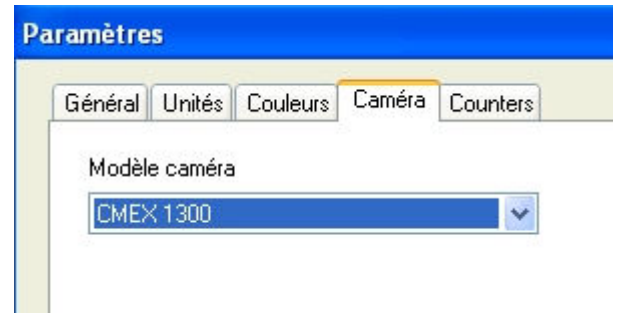 Paramètres
Général Unités Couleurs Caméra Counters
Modèle caméra
CMEX 1300